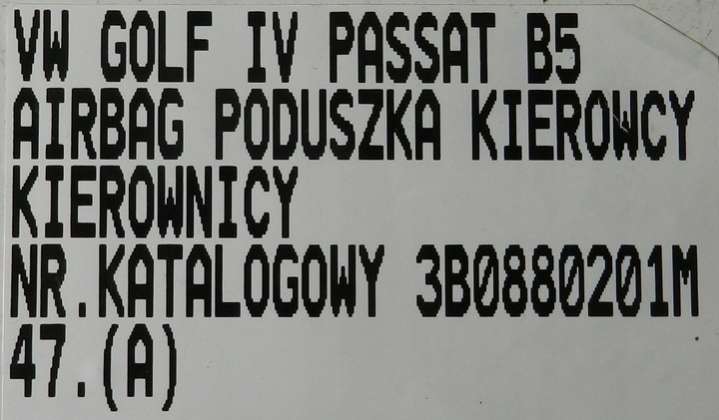 VW GOLF IV PASSAT B5
AIRBAG PODUSZKA KIEROWCY
KIEROWNICY
NR.KATALOGOWY 3B0880201M
47.(A)